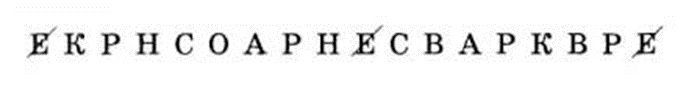 Е К Р Н С О А Р Н Е С В А Р К В Р Е